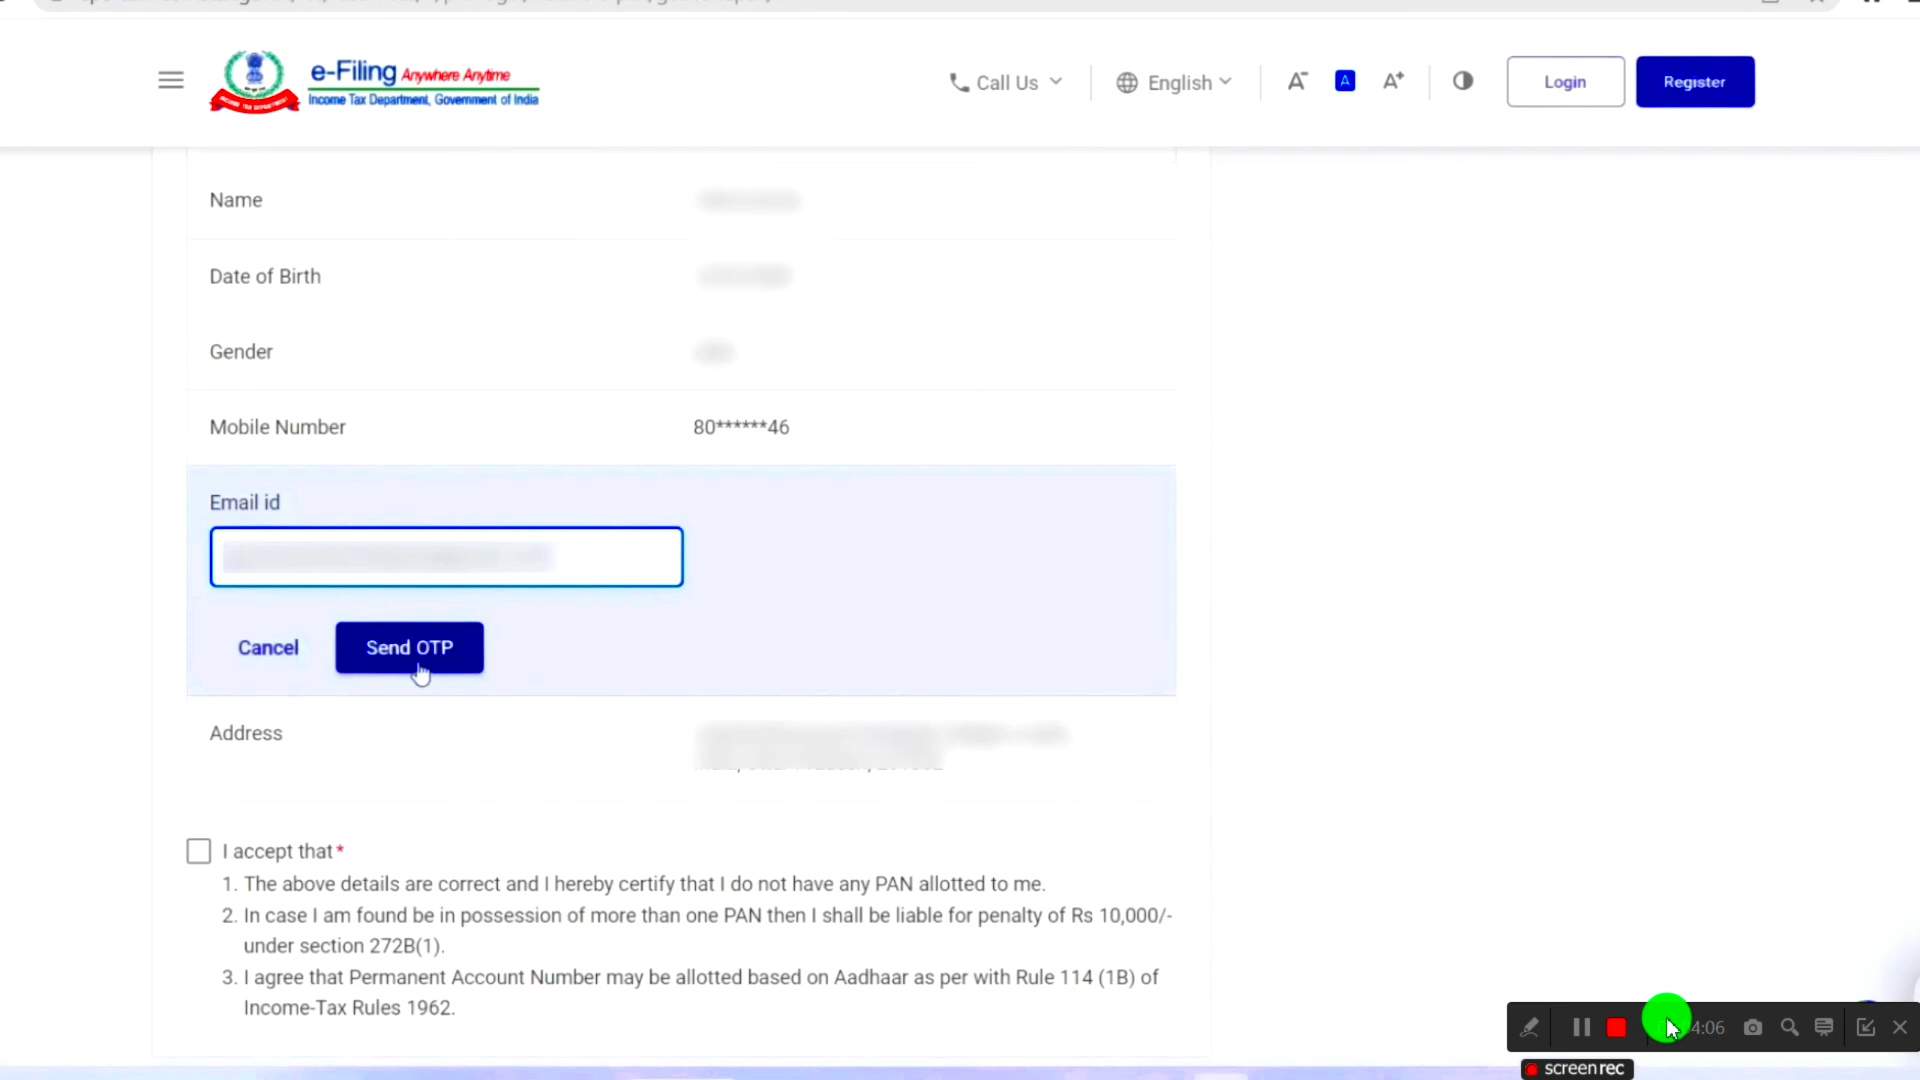 e-Filing Anywhere Anytime
Income Tax Department, Government of India
Call Us
English
A-
A
A+
Login
Register
Name
Date of Birth
Gender
Mobile Number 80******46
Email id
Cancel
Send OTP
Address
I accept that*
1. The above details are correct and I hereby certify that I do not have any PAN allotted to me.
2. In case I am found be in possession of more than one PAN then I shall be liable for penalty of Rs 10,000/-
under section 272B(1).
3. I agree that Permanent Account Number may be allotted based on Aadhaar as per with Rule 114 (1B) of
Income-Tax Rules 1962.
4:06
screenrec